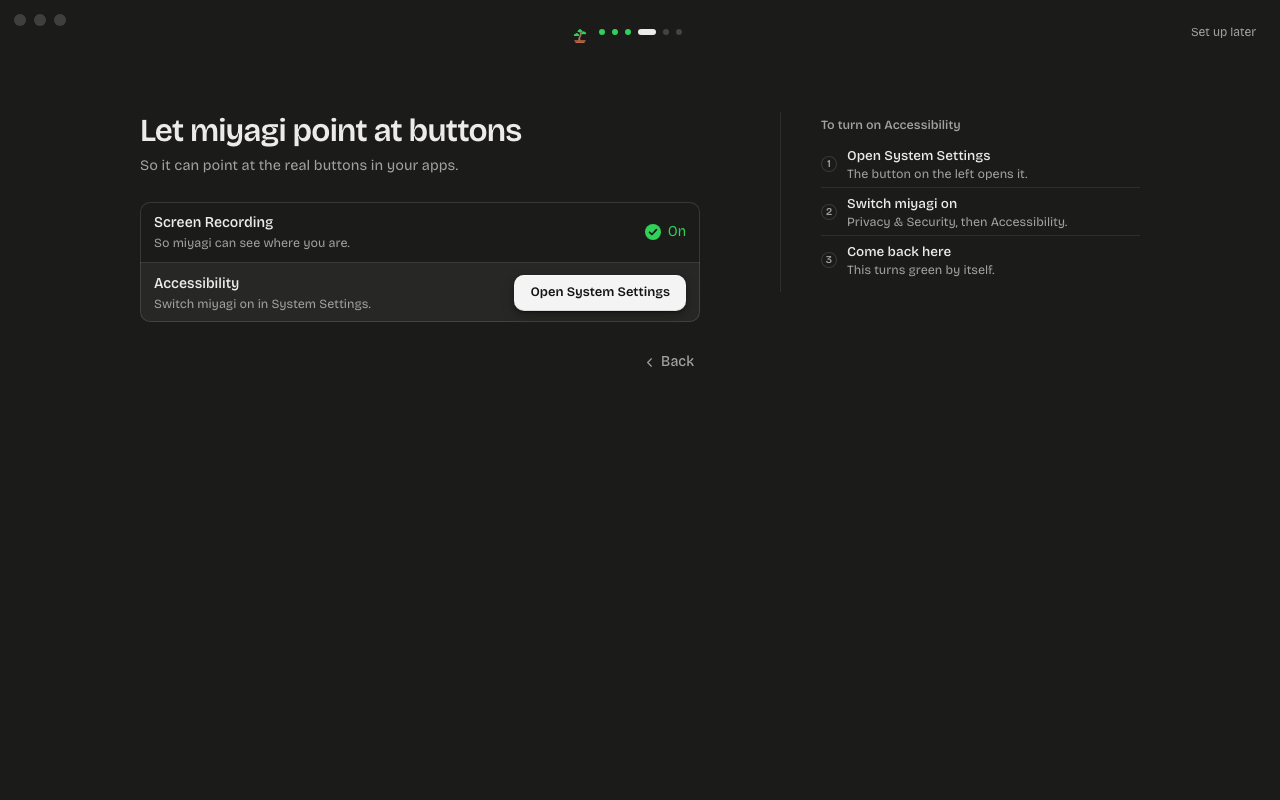 Set up later
Let miyagi point at buttons
So it can point at the real buttons in your apps.
Screen Recording
So miyagi can see where you are.
On
Accessibility
Switch miyagi on in System Settings.
Open System Settings
Back
To turn on Accessibility
1
Open System Settings
The button on the left opens it.
2
Switch miyagi on
Privacy & Security, then Accessibility.
3
Come back here
This turns green by itself.